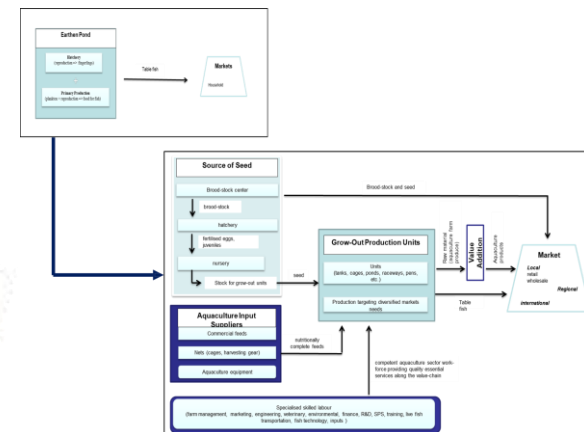 Earthen Pond
Hatchery
(reproduction – fingerlings)
Primary Production
Table fish
Markets
Household
Source of Seed
Brood-stock center
brood-stock
hatchery
fertilised eggs,
juveniles
nursery
Stock for grow-out units
Brood-stock and seed
seed
Grow-Out Production Units
Units
(tanks, cages, ponds, raceways, pens,
etc.)
Production targeting diversified markets
needs
Raw material
(aquaculture farm
produce)
Value
Addition
Aquaculture
products
Table
fish
Market
Local
retail
wholesale
Regional
International
Aquaculture Input
Suppliers
Commercial feeds
Nets (cages, harvesting gear)
Aquaculture equipment
nutritionally
complete feeds
competent aquaculture sector work-
force providing quality essential
services along the value-chain
Specialised skilled labour
(farm management, marketing, engineering, veterinary, environmental, finance, R&D, SPS, training, live fish
transportation, fish technology, inputs )